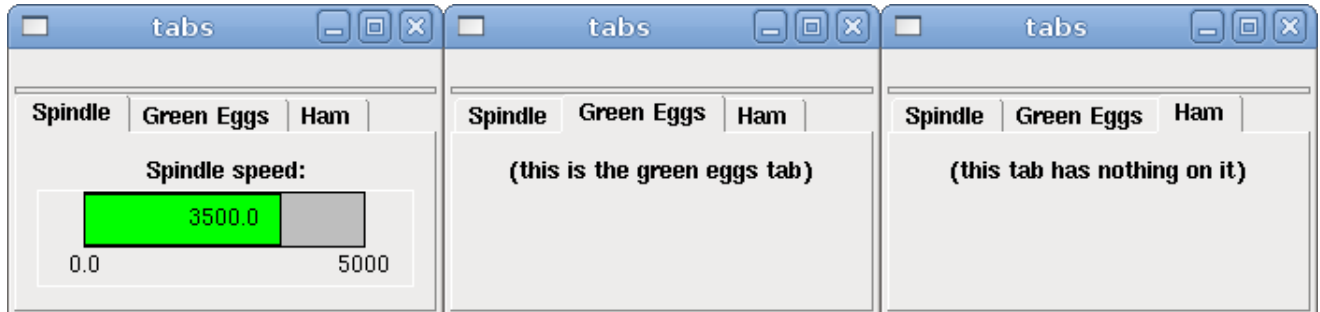 tabs
Spindle Green Eggs Ham
Spindle speed:
3500.0
0.0 5000
tabs
Spindle Green Eggs Ham
(this is the green eggs tab)
tabs
Spindle Green Eggs Ham
(this tab has nothing on it)